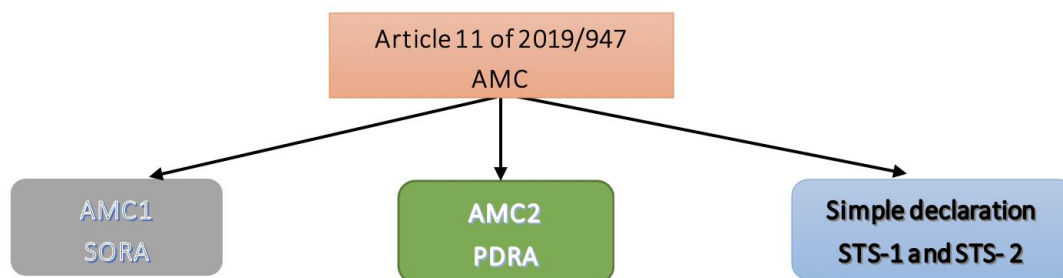 Article 11 of 2019/947
AMC
AMC1
SORA
AMC2
PDRA
Simple declaration
STS-1 and STS- 2